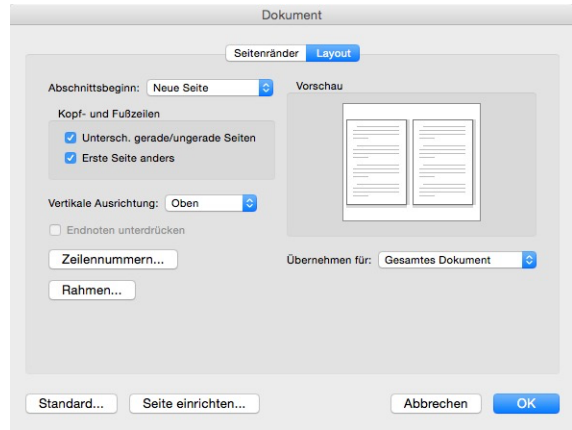 Dokument
Seitenränder Layout
Abschnittsbeginn: Neue Seite
Kopf- und Fußzeilen
Untersch. gerade/ungerade Seiten
Erste Seite anders
Vertikale Ausrichtung: Oben
Endnoten unterdrücken
Zeilennummern...
Rahmen...
Vorschau
Übernehmen für: Gesamtes Dokument
Standard... Seite einrichten... Abbrechen OK